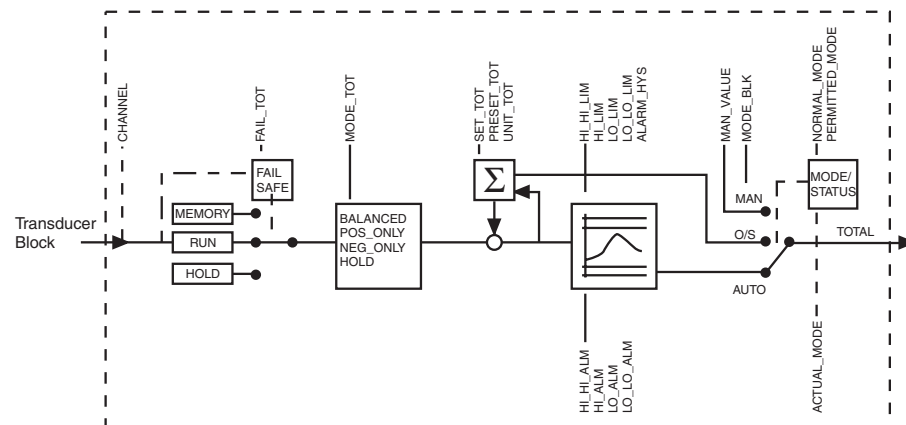 CHANNEL
FAIL_TOT
MODE_TOT
SET_TOT
PRESET_TOT
UNIT_TOT
HI_HI_LIM
HI_LIM
LO_LIM
LO_LO_LIM
ALARM_HYS
MAN_VALUE
MODE_BLK
NORMAL_MODE
PERMITTED_MODE
FAIL
SAFE
Σ
MODE/
STATUS
MEMORY
MAN
Transducer
Block
RUN
BALANCED
POS_ONLY
NEG_ONLY
HOLD
O/S
TOTAL
HOLD
AUTO
HI_HI_ALM
HI_ALM
LO_ALM
LO_LO_ALM
ACTUAL_MODE